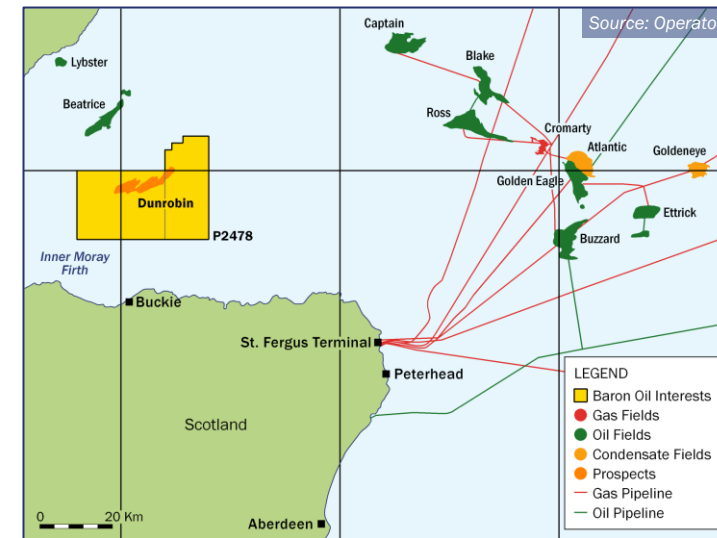 Source: Operato
Captain
Lybster
Blake
Beatrice
Ross
Cromarty
Atlantic
Goldeneye
Golden Eagle
Dunrobin
Ettrick
P2478
Buzzard
Inner Moray
Firth
Buckie
St. Fergus Terminal
Peterhead
Scotland
Aberdeen
0 20 Km
LEGEND
Baron Oil Interests
Gas Fields
Oil Fields
Condensate Fields
Prospects
Gas Pipeline
Oil Pipeline